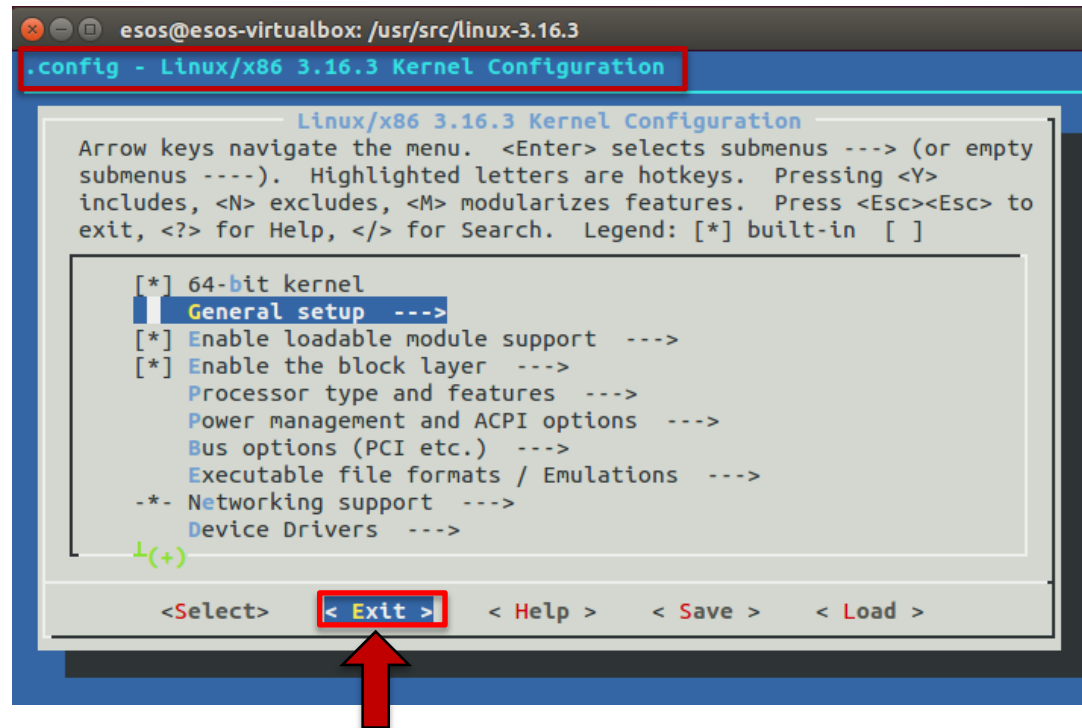 esos@esos-virtualbox: /usr/src/linux-3.16.3
.config - Linux/x86 3.16.3 Kernel Configuration
Linux/x86 3.16.3 Kernel Configuration
Arrow keys navigate the menu.  <Enter> selects submenus ---> (or empty
submenus ----).  Highlighted letters are hotkeys.  Pressing <Y>
includes, <N> excludes, <M> modularizes features.  Press <Esc><Esc> to
exit, <?> for Help, </> for Search.  Legend: [*] built-in  [ ]
[*] 64-bit kernel
General setup  --->
[*] Enable loadable module support  --->
[*] Enable the block layer  --->
Processor type and features  --->
Power management and ACPI options  --->
Bus options (PCI etc.)  --->
Executable file formats / Emulations  --->
-*- Networking support  --->
Device Drivers  --->
┴(+)
<Select>    < Exit >    < Help >    < Save >    < Load >